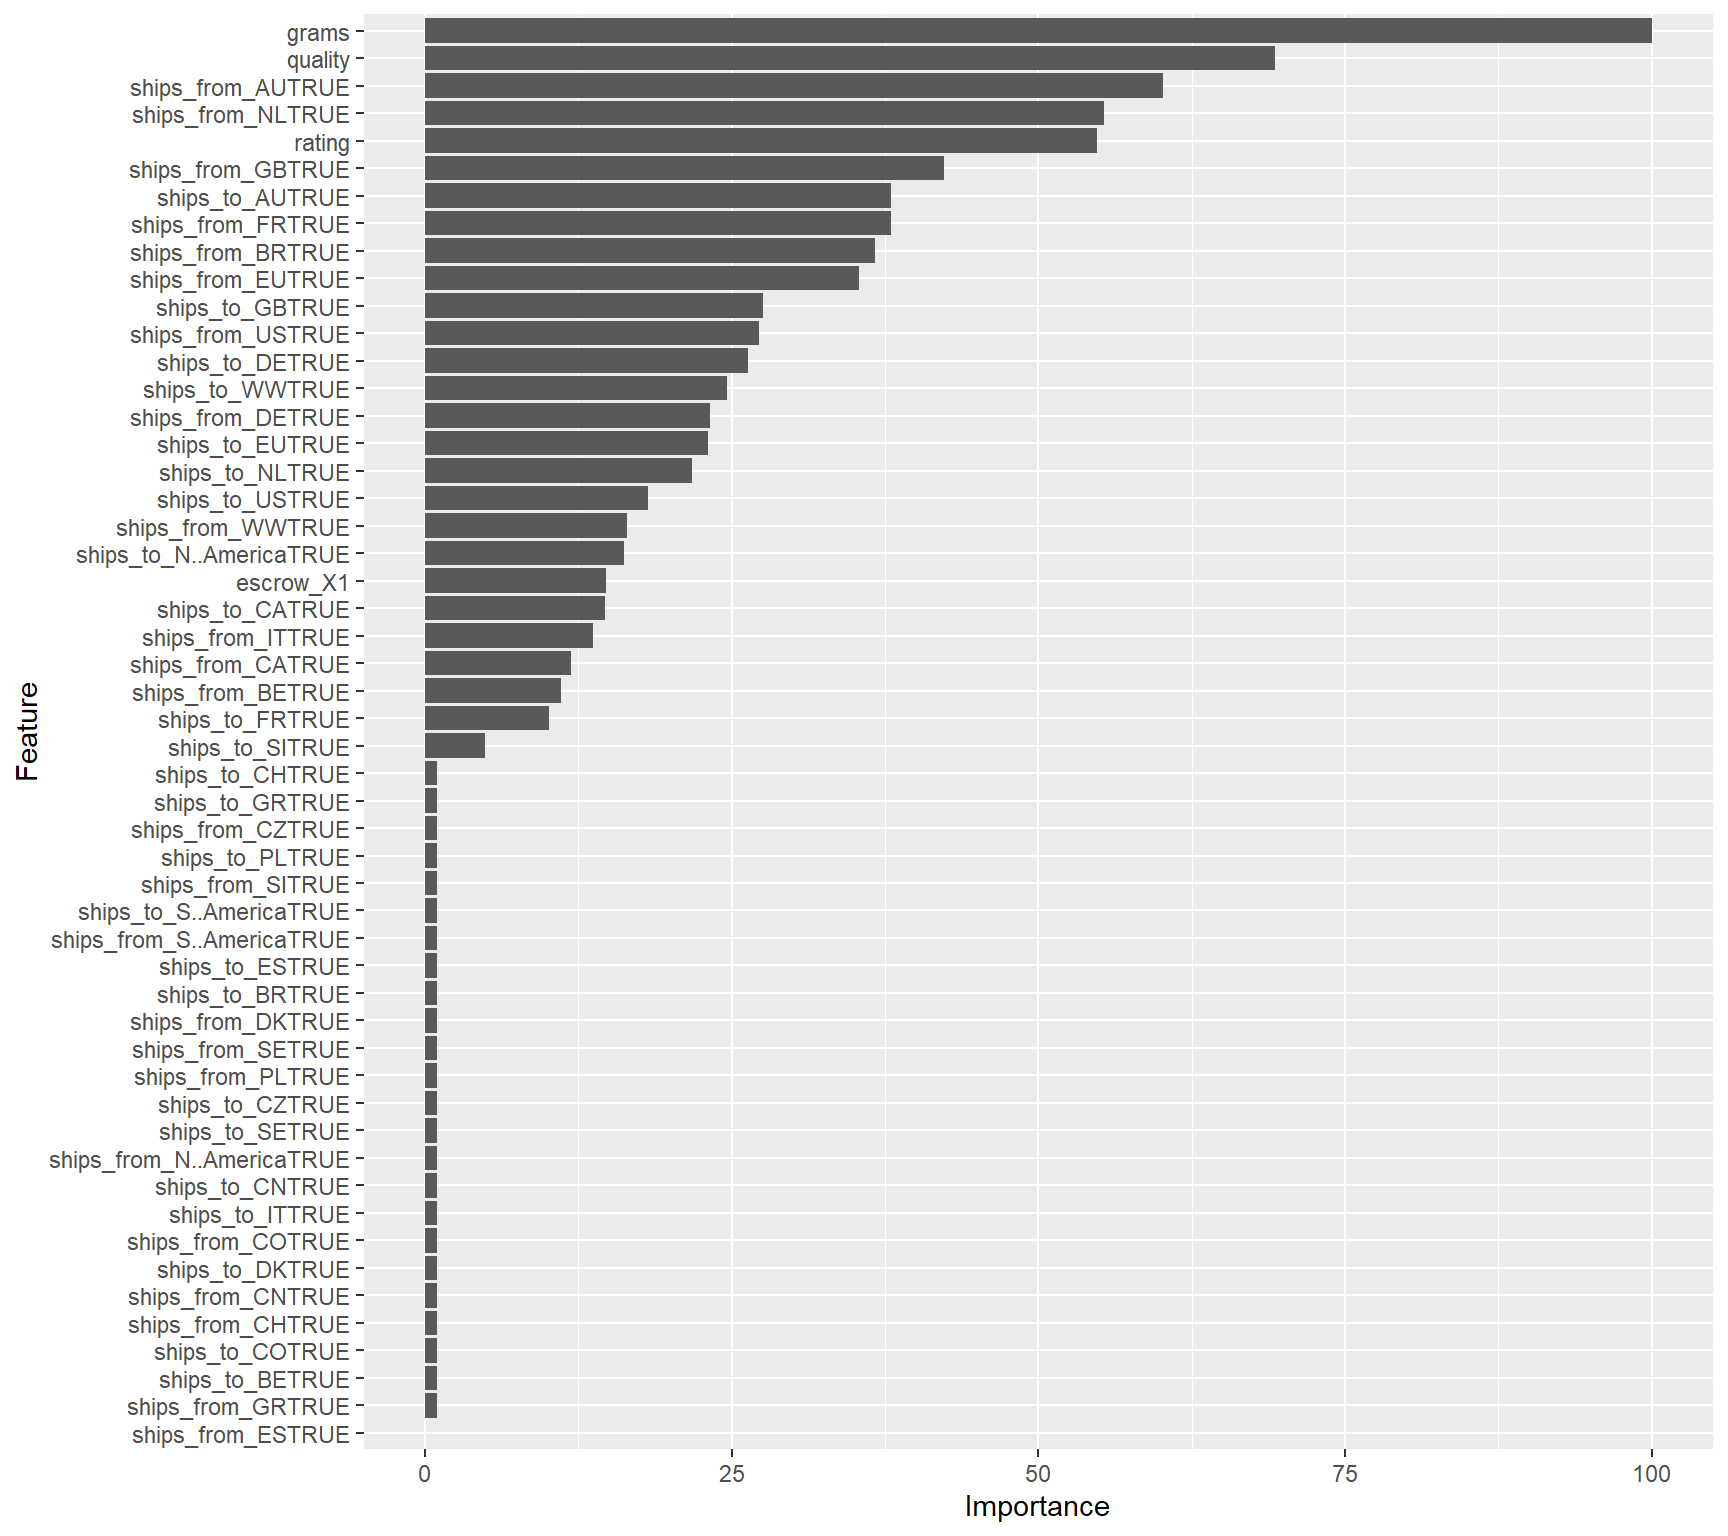 grams
quality
ships_from_AUTRUE
ships_from_NLTRUE
rating
ships_from_GBTRUE
ships_to_AUTRUE
ships_from_FRTRUE
ships_from_BRTRUE
ships_from_EUTRUE
ships_to_GBTRUE
ships_from_USTRUE
ships_to_DETRUE
ships_to_WWTRUE
ships_from_DETRUE
ships_to_EUTRUE
ships_to_NLTRUE
ships_to_USTRUE
ships_from_WWTRUE
ships_to_N..AmericaTRUE
escrow_X1
ships_to_CATRUE
ships_from_ITTRUE
ships_from_CATRUE
ships_from_BETRUE
ships_to_FRTRUE
ships_to_SITRUE
ships_to_CHTRUE
ships_to_GRTRUE
ships_from_CZTRUE
ships_to_PLTRUE
ships_from_SITRUE
ships_to_S..AmericaTRUE
ships_from_S..AmericaTRUE
ships_to_ESTRUE
ships_to_BRTRUE
ships_from_DKTRUE
ships_from_SETRUE
ships_from_PLTRUE
ships_to_CZTRUE
ships_to_SETRUE
ships_from_N..AmericaTRUE
ships_to_CNTRUE
ships_to_ITTRUE
ships_from_COTRUE
ships_to_DKTRUE
ships_from_CNTRUE
ships_from_CHTRUE
ships_to_COTRUE
ships_to_BETRUE
ships_from_GRTRUE
ships_from_ESTRUE
Feature
0 25 50 75 100
Importance